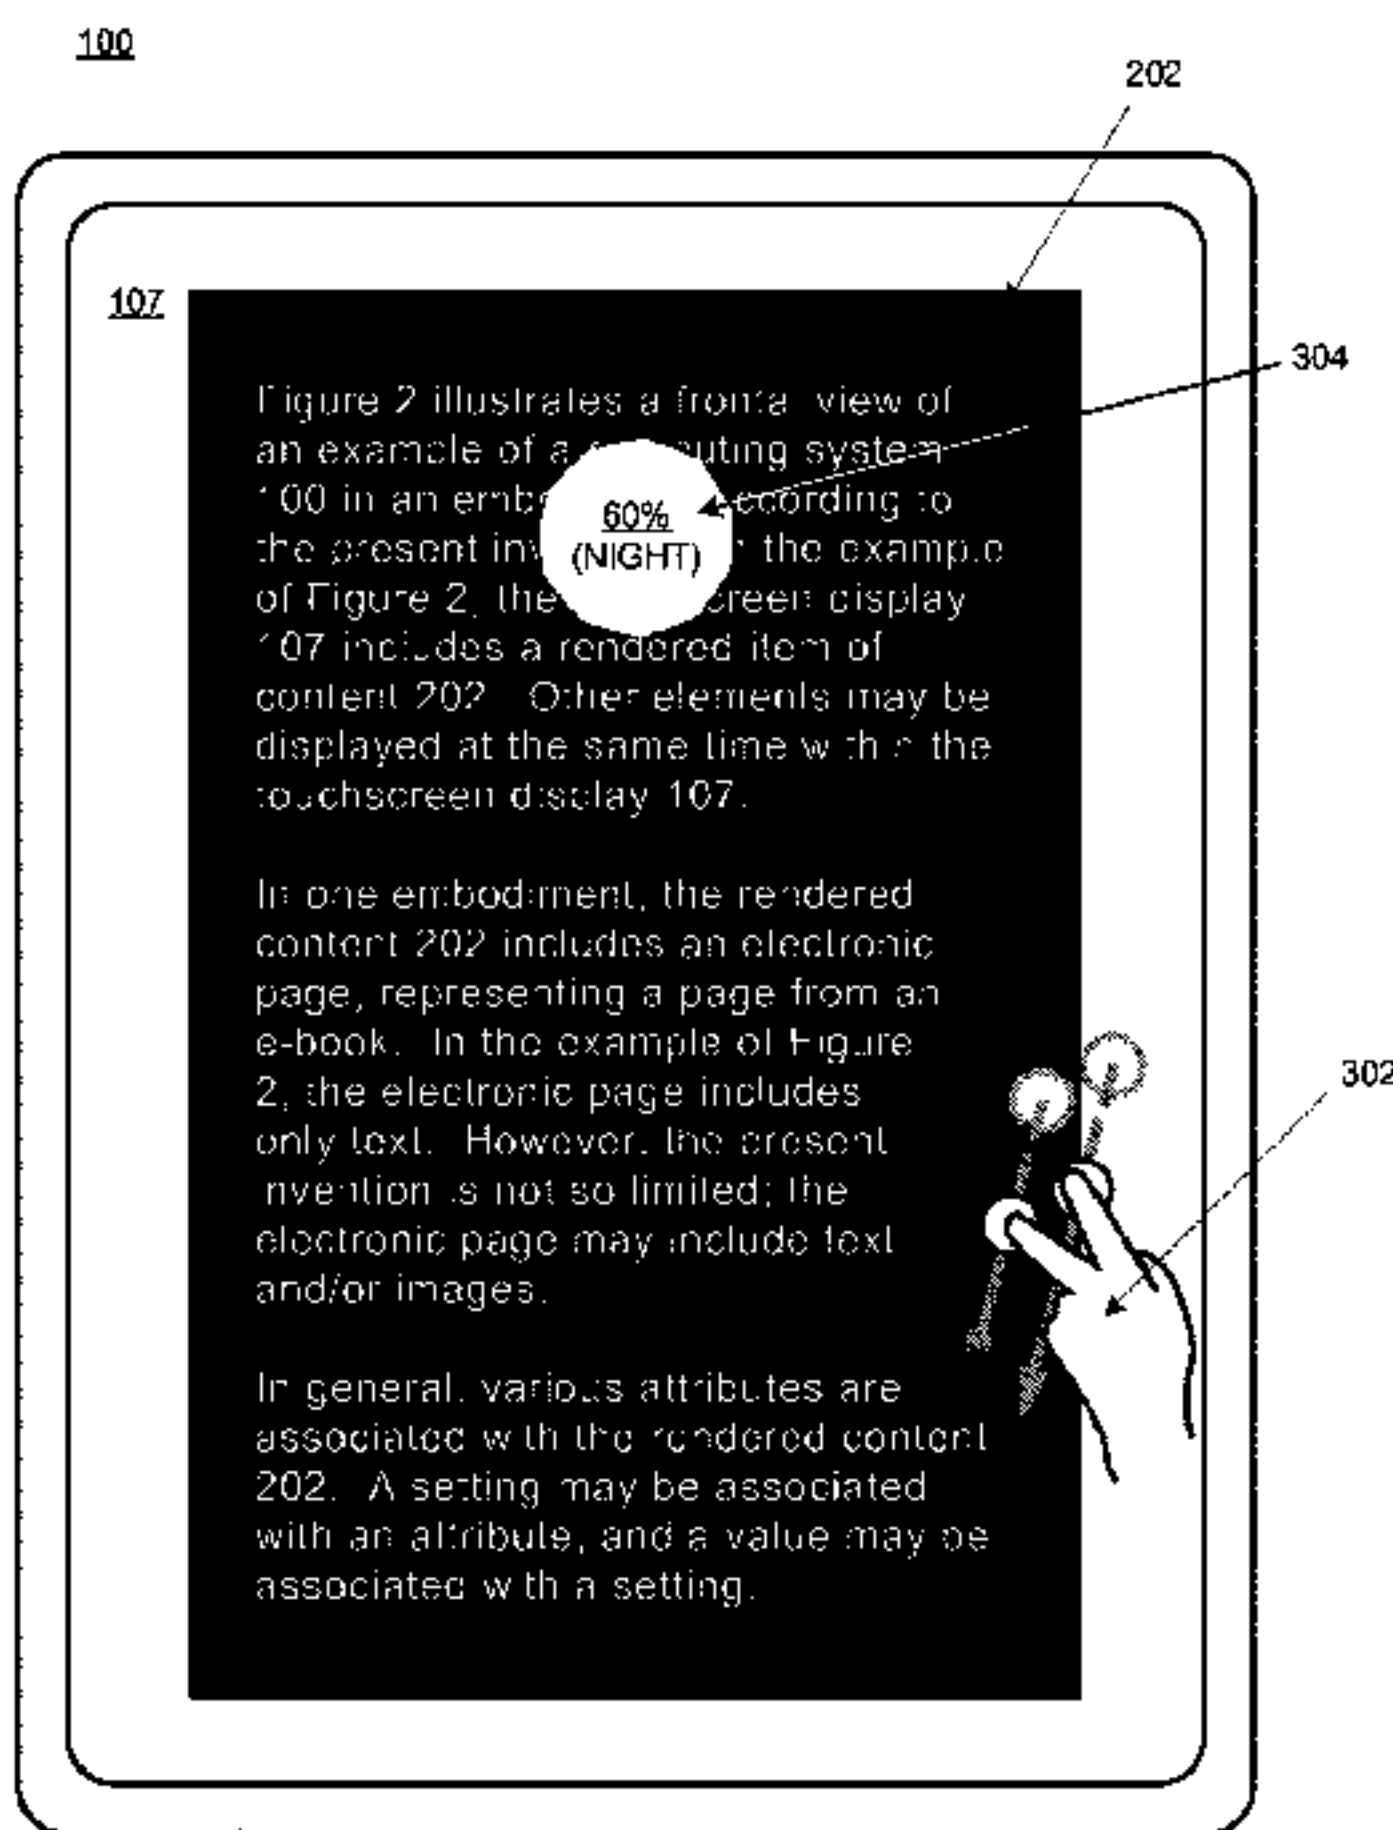 100
202
107
304
Figure 2 illustrates a frontal view of
an example of a uting system
100 in an emb ccording to
the present inv the example
of Figure 2, the creen display
107 includes a rendered item of
content 202. Other elements may be
displayed at the same time within the
touchscreen display 107.
60%
(NIGHT)
In one embodiment, the rendered
content 202 includes an electronic
page, representing a page from an
e-book. In the example of Figure
2, the electronic page includes
only text. However, the present
invention is not so limited; the
electronic page may include text
and/or images.
302
In general, various attributes are
associated with the rendered content
202. A setting may be associated
with an attribute, and a value may be
associated with a setting.